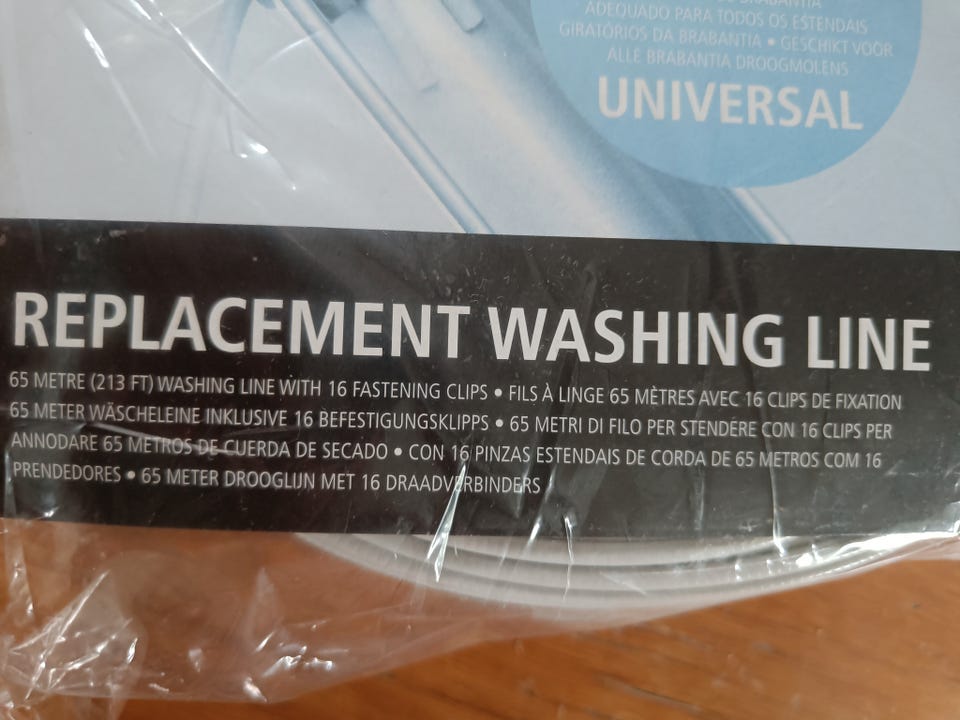 BRABANTIA
ADEQUADO PARA TODOS OS ESTENDAIS
GIRATÓRIOS DA BRABANTIA • GESCHIKT VOOR
ALLE BRABANTIA DROOGMOLENS
UNIVERSAL
REPLACEMENT WASHING LINE
65 METRE (213 FT) WASHING LINE WITH 16 FASTENING CLIPS • FILS À LINGE 65 MÈTRES AVEC 16 CLIPS DE FIXATION
65 METER WÄSCHELEINE INKLUSIVE 16 BEFESTIGUNGSKLIPPS • 65 METRI DI FILO PER STENDERE CON 16 CLIPS PER
ANNODARE 65 METROS DE CUERDA DE SECADO • CON 16 PINZAS ESTENDAIS DE CORDA DE 65 METROS COM 16
PRENDEDORES • 65 METER DROOGLIJN MET 16 DRAADVERBINDERS